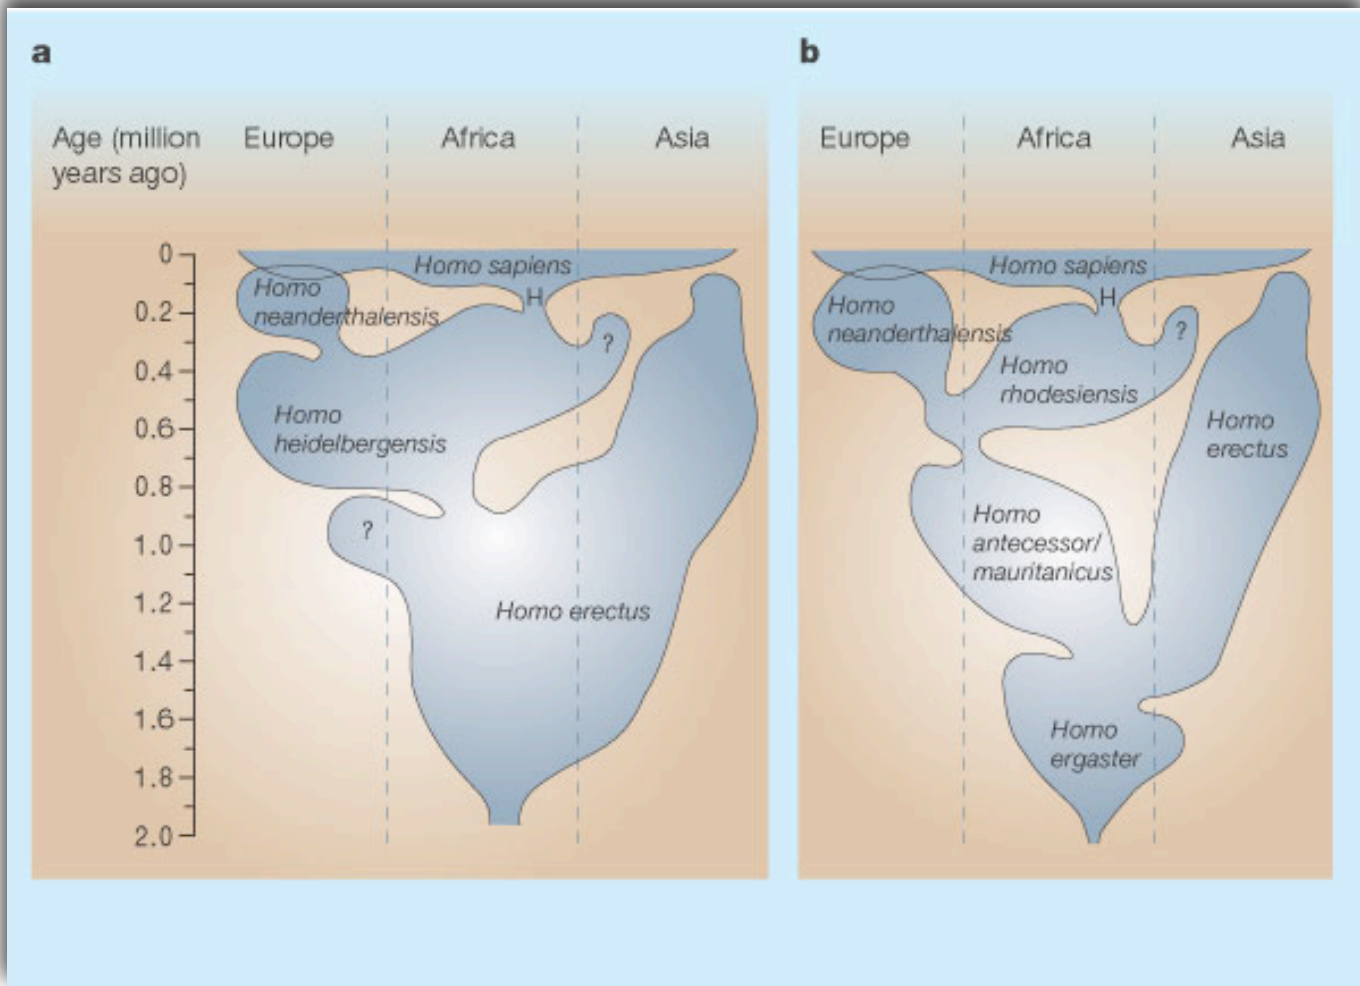 a
Age (million
years ago)
Europe
Africa
Asia
0
0.2
0.4
0.6
0.8
1.0
1.2
1.4
1.6
1.8
2.0
Homo sapiens
H
Homo
neanderthalensis
?
Homo
heidelbergensis
?
Homo erectus
b
Europe
Africa
Asia
Homo sapiens
H
Homo
neanderthalensis
?
Homo
rhodesiensis
Homo
erectus
Homo
antecessor/
mauritanicus
Homo
ergaster